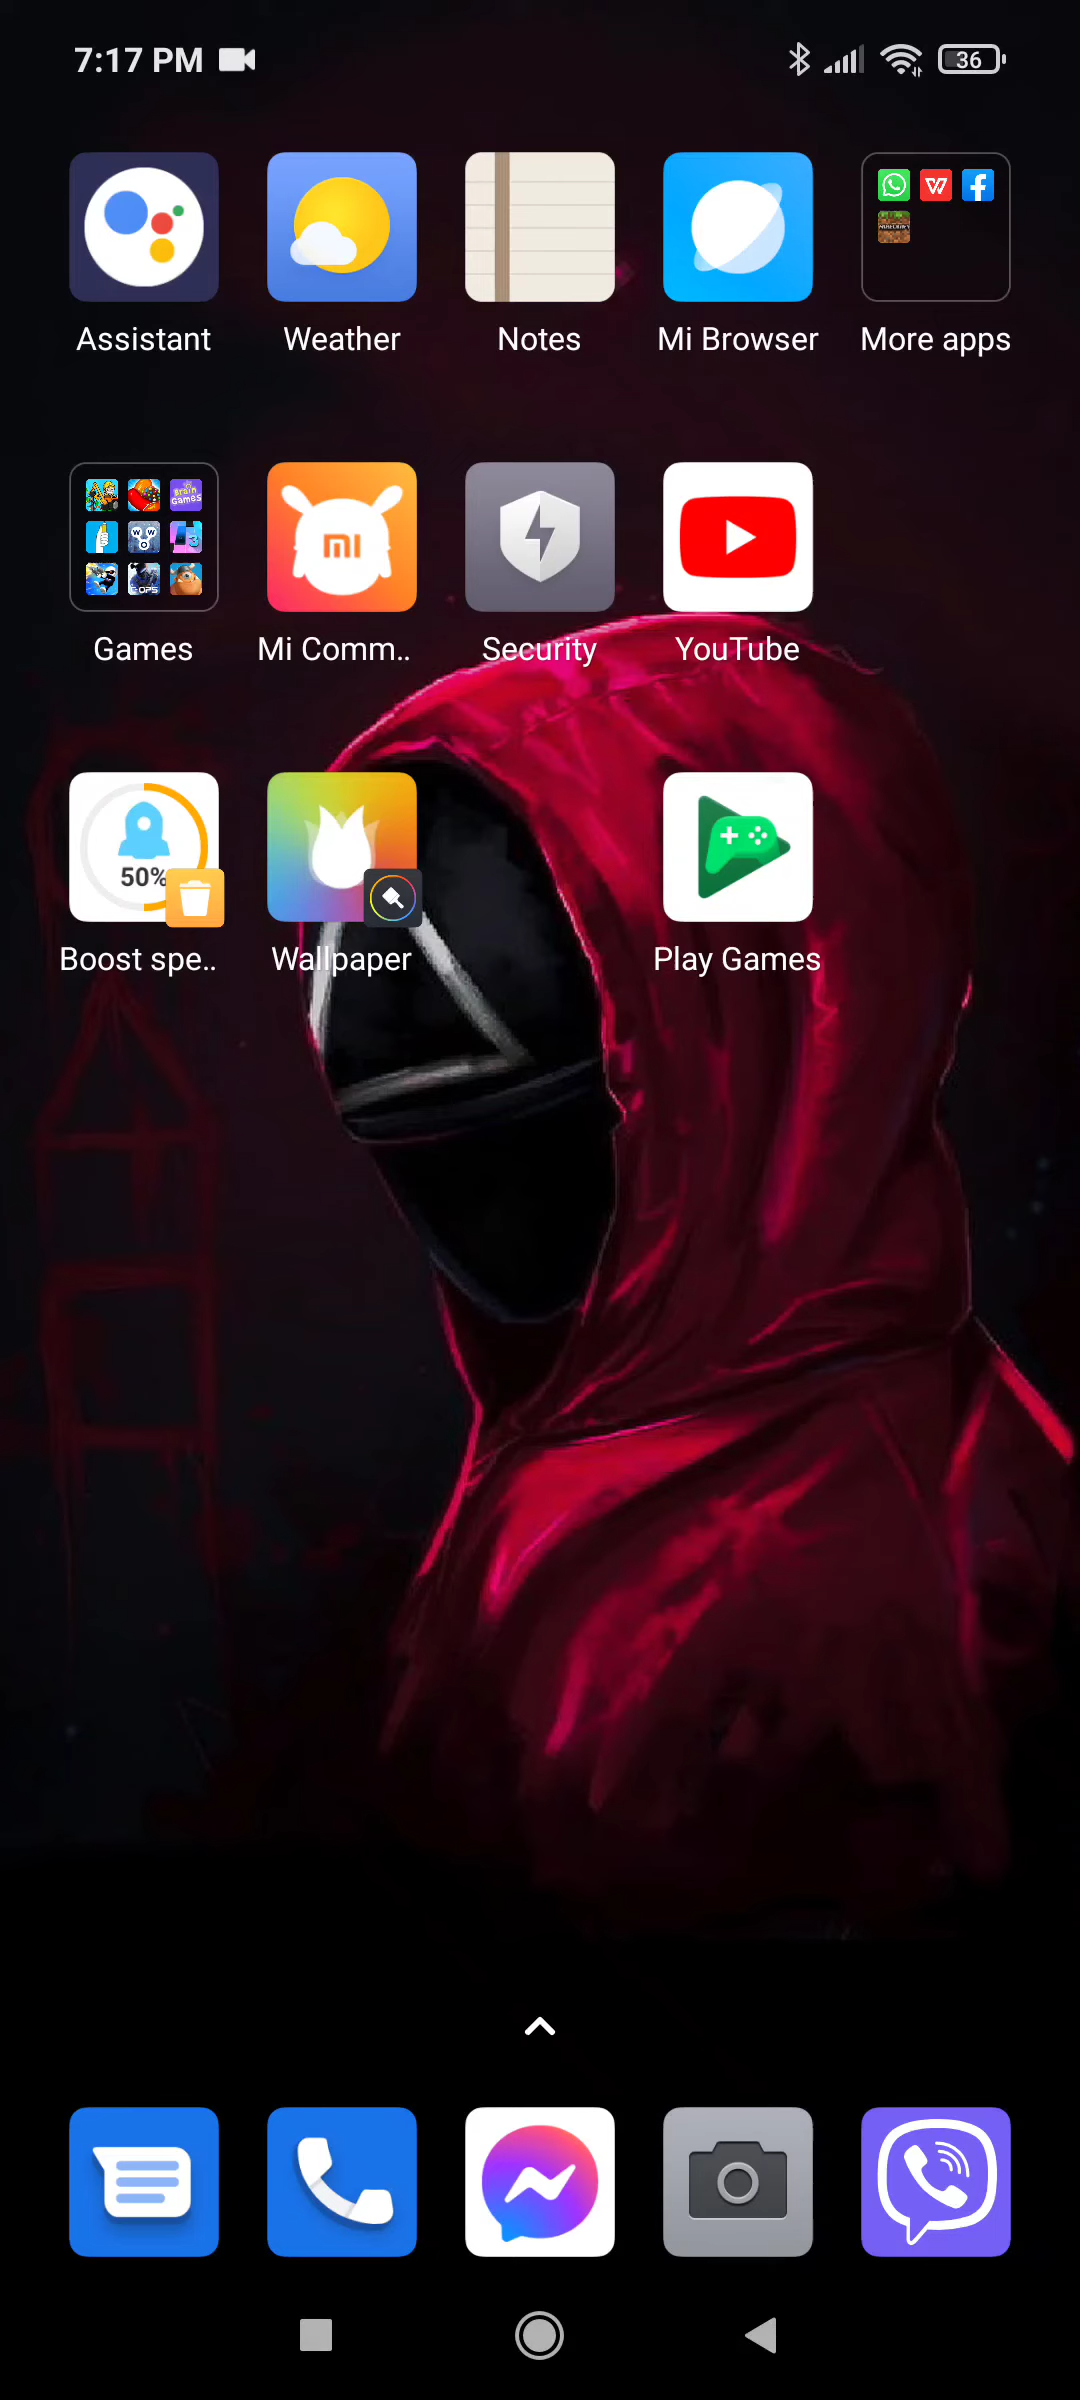 7:17 PM
36
Assistant
Weather
Notes
Mi Browser
More apps
Games
Mi Comm..
Security
YouTube
50%
Boost spe..
Wallpaper
Play Games